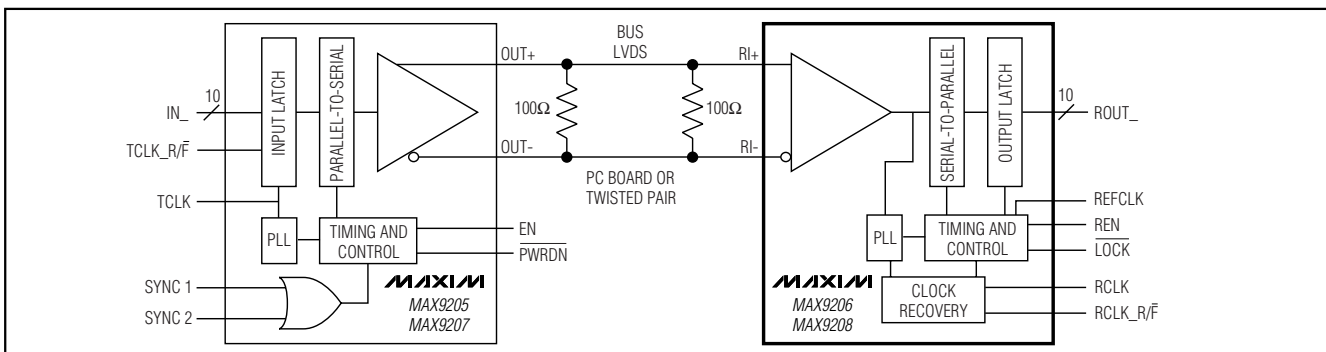 INPUT LATCH
PARALLEL-TO-SERIAL
IN_
10
TCLK_R/F̅
TCLK
PLL
TIMING AND
CONTROL
SYNC 1
SYNC 2
EN
P̅W̅R̅D̅N̅
MAXIM
MAX9205
MAX9207
OUT+
OUT-
BUS
LVDS
100Ω
100Ω
PC BOARD OR
TWISTED PAIR
RI+
RI-
SERIAL-TO-PARALLEL
OUTPUT LATCH
10
ROUT_
PLL
TIMING AND
CONTROL
REFCLK
REN
L̅O̅C̅K̅
MAXIM
MAX9206
MAX9208
CLOCK
RECOVERY
RCLK
RCLK_R/F̅